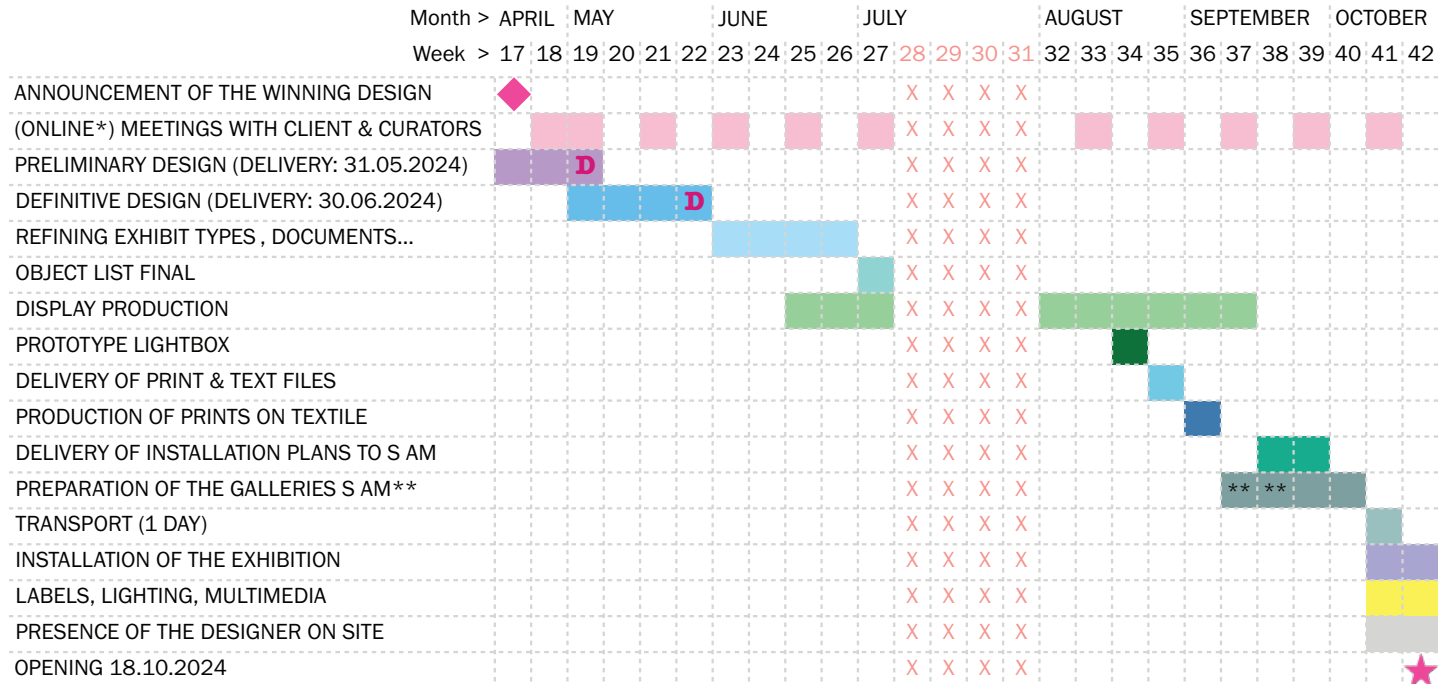 Month > APRIL MAY JUNE JULY AUGUST SEPTEMBER OCTOBER
Week > 17 18 19 20 21 22 23 24 25 26 27 28 29 30 31 32 33 34 35 36 37 38 39 40 41 42
ANNOUNCEMENT OF THE WINNING DESIGN X X X X
(ONLINE*) MEETINGS WITH CLIENT & CURATORS X X X X
PRELIMINARY DESIGN (DELIVERY: 31.05.2024) D X X X X
DEFINITIVE DESIGN (DELIVERY: 30.06.2024) D X X X X
REFINING EXHIBIT TYPES , DOCUMENTS... X X X X
OBJECT LIST FINAL X X X X
DISPLAY PRODUCTION X X X X
PROTOTYPE LIGHTBOX X X X X
DELIVERY OF PRINT & TEXT FILES X X X X
PRODUCTION OF PRINTS ON TEXTILE X X X X
DELIVERY OF INSTALLATION PLANS TO S AM X X X X
PREPARATION OF THE GALLERIES S AM** X X X X ** **
TRANSPORT (1 DAY) X X X X
INSTALLATION OF THE EXHIBITION X X X X
LABELS, LIGHTING, MULTIMEDIA X X X X
PRESENCE OF THE DESIGNER ON SITE X X X X
OPENING 18.10.2024 X X X X